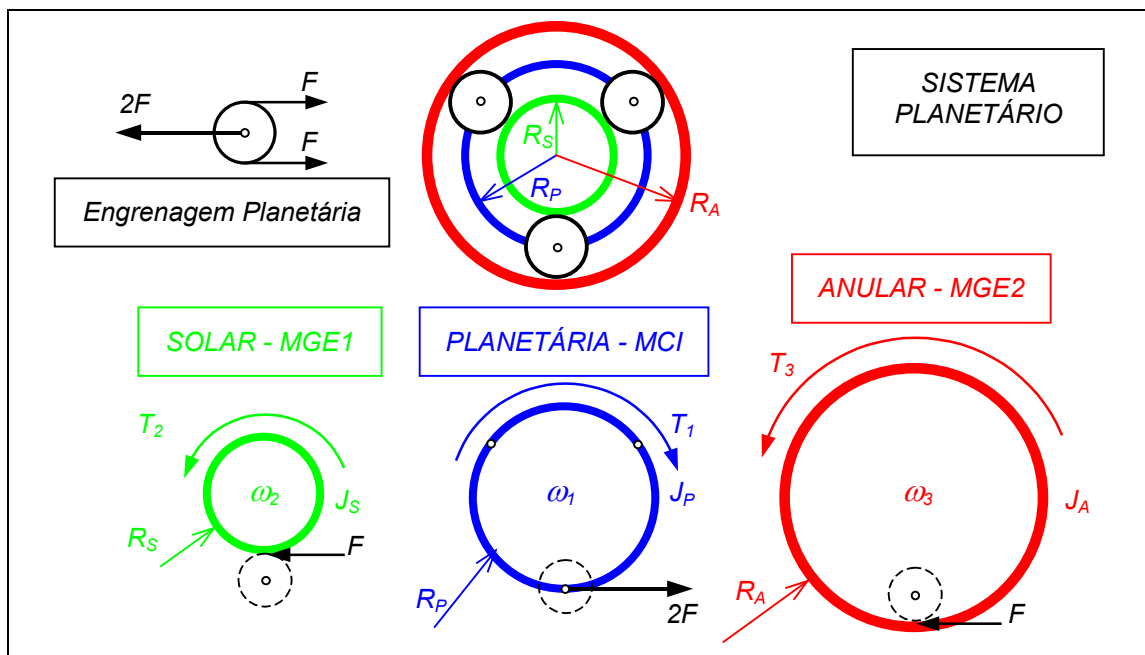 SISTEMA
PLANETÁRIO
F
2F
F
Engrenagem Planetária
R_S
R_P
R_A
SOLAR - MGE1
PLANETÁRIA - MCI
ANULAR - MGE2
T_2
ω_2
J_S
R_S
F
T_1
ω_1
J_P
R_P
2F
T_3
ω_3
J_A
R_A
F